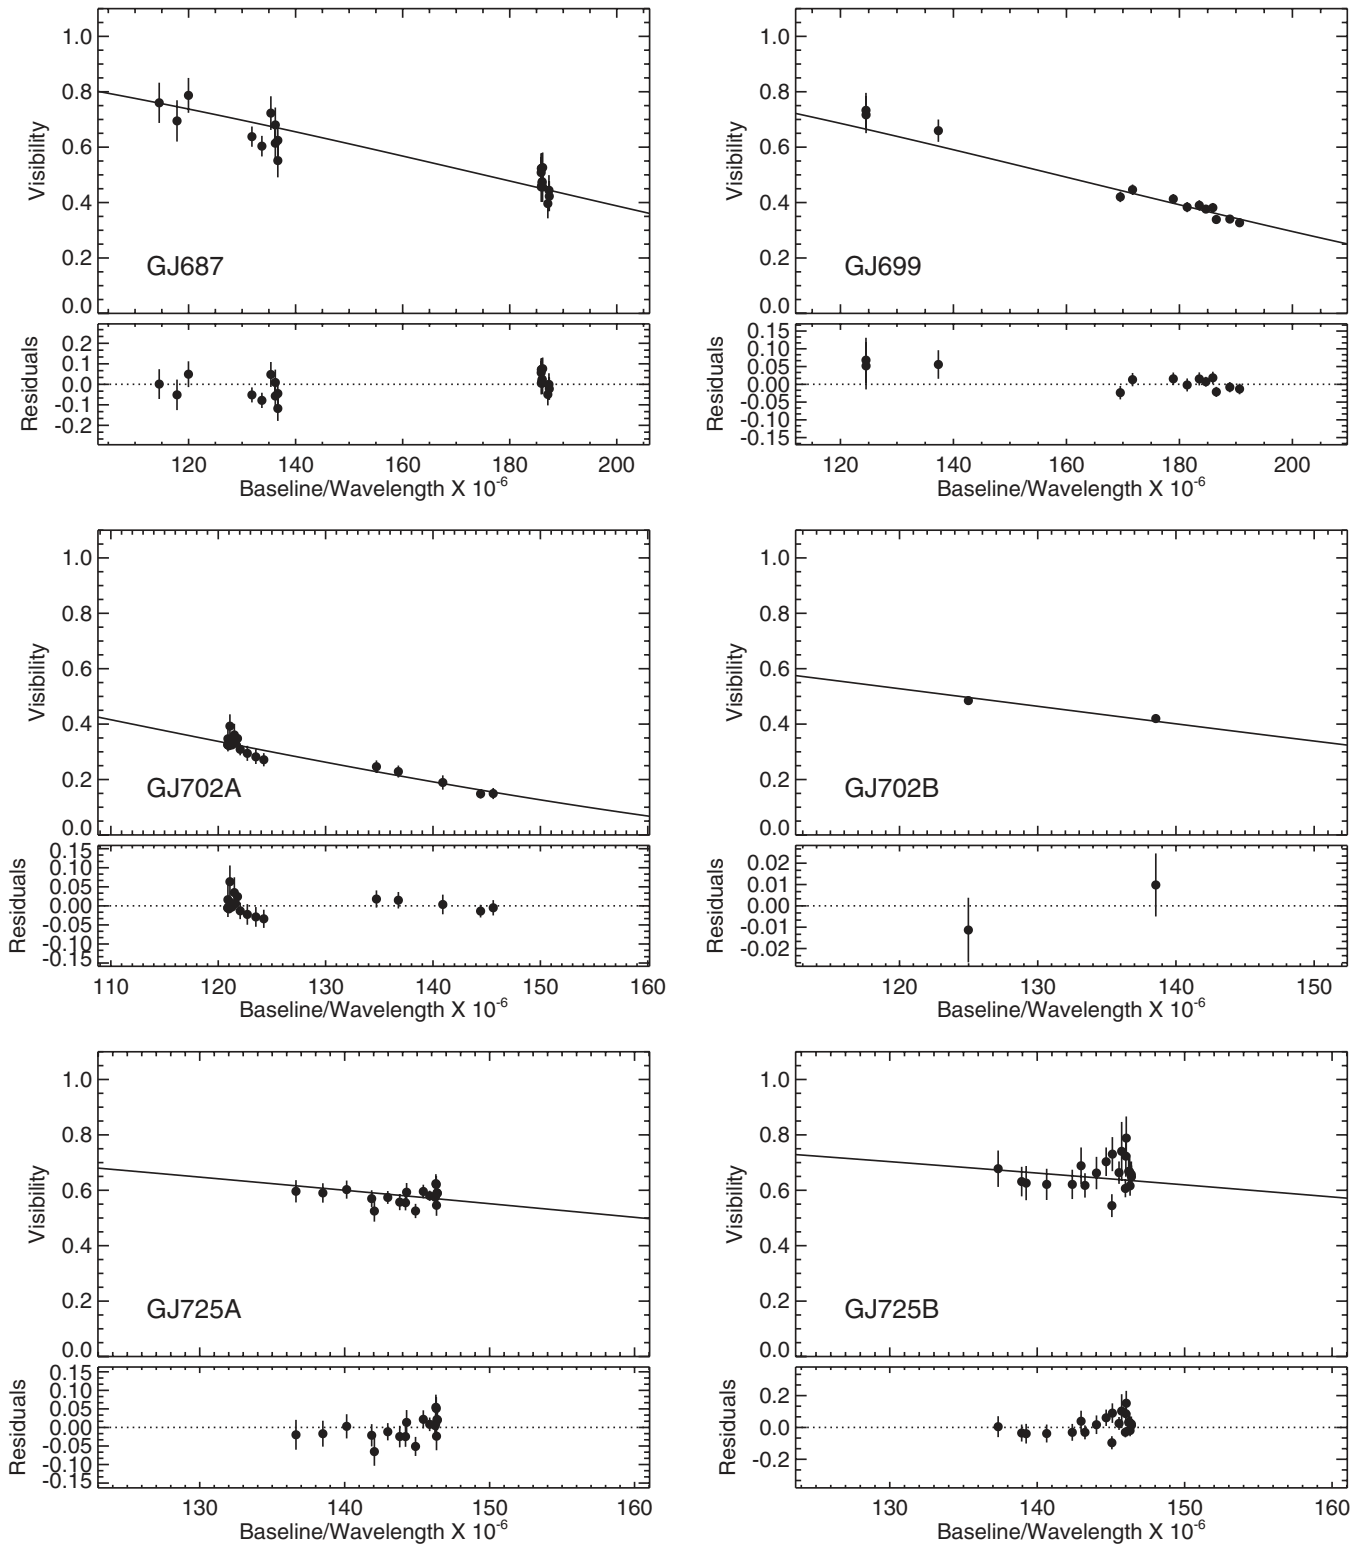 1.0
0.8
0.6
0.4
0.2
0.0
Visibility
GJ687
0.2
0.1
0.0
-0.1
-0.2
Residuals
120 140 160 180 200
Baseline/Wavelength X 10-6
1.0
0.8
0.6
0.4
0.2
0.0
Visibility
GJ699
0.15
0.10
0.05
0.00
-0.05
-0.10
-0.15
Residuals
120 140 160 180 200
Baseline/Wavelength X 10-6
1.0
0.8
0.6
0.4
0.2
0.0
Visibility
GJ702A
0.15
0.10
0.05
0.00
-0.05
-0.10
-0.15
Residuals
110 120 130 140 150 160
Baseline/Wavelength X 10-6
1.0
0.8
0.6
0.4
0.2
0.0
Visibility
GJ702B
0.02
0.01
0.00
-0.01
-0.02
Residuals
120 130 140 150
Baseline/Wavelength X 10-6
1.0
0.8
0.6
0.4
0.2
0.0
Visibility
GJ725A
0.15
0.10
0.05
0.00
-0.05
-0.10
-0.15
Residuals
130 140 150 160
Baseline/Wavelength X 10-6
1.0
0.8
0.6
0.4
0.2
0.0
Visibility
GJ725B
0.2
0.0
-0.2
Residuals
130 140 150 160
Baseline/Wavelength X 10-6